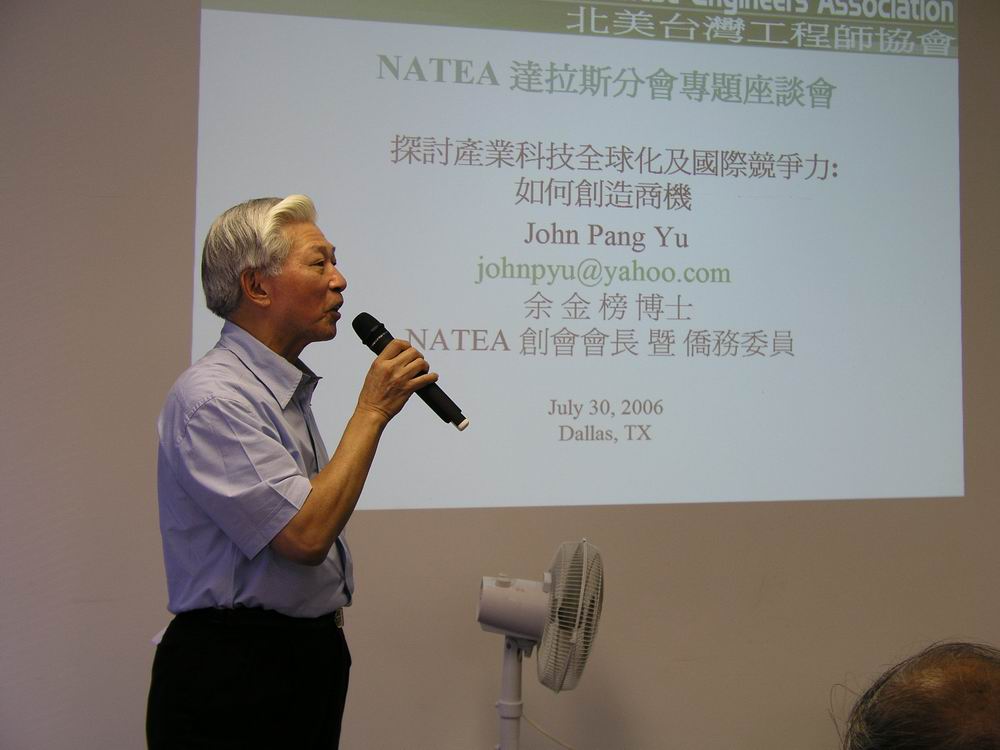 Engineers Association
北美台灣工程師協會
NATEA 達拉斯分會專題座談會
探討產業科技全球化及國際競爭力:
如何創造商機
John Pang Yu
johnpyu@yahoo.com
余 金 榜 博士
NATEA 創會會長 暨 僑務委員
July 30, 2006
Dallas, TX